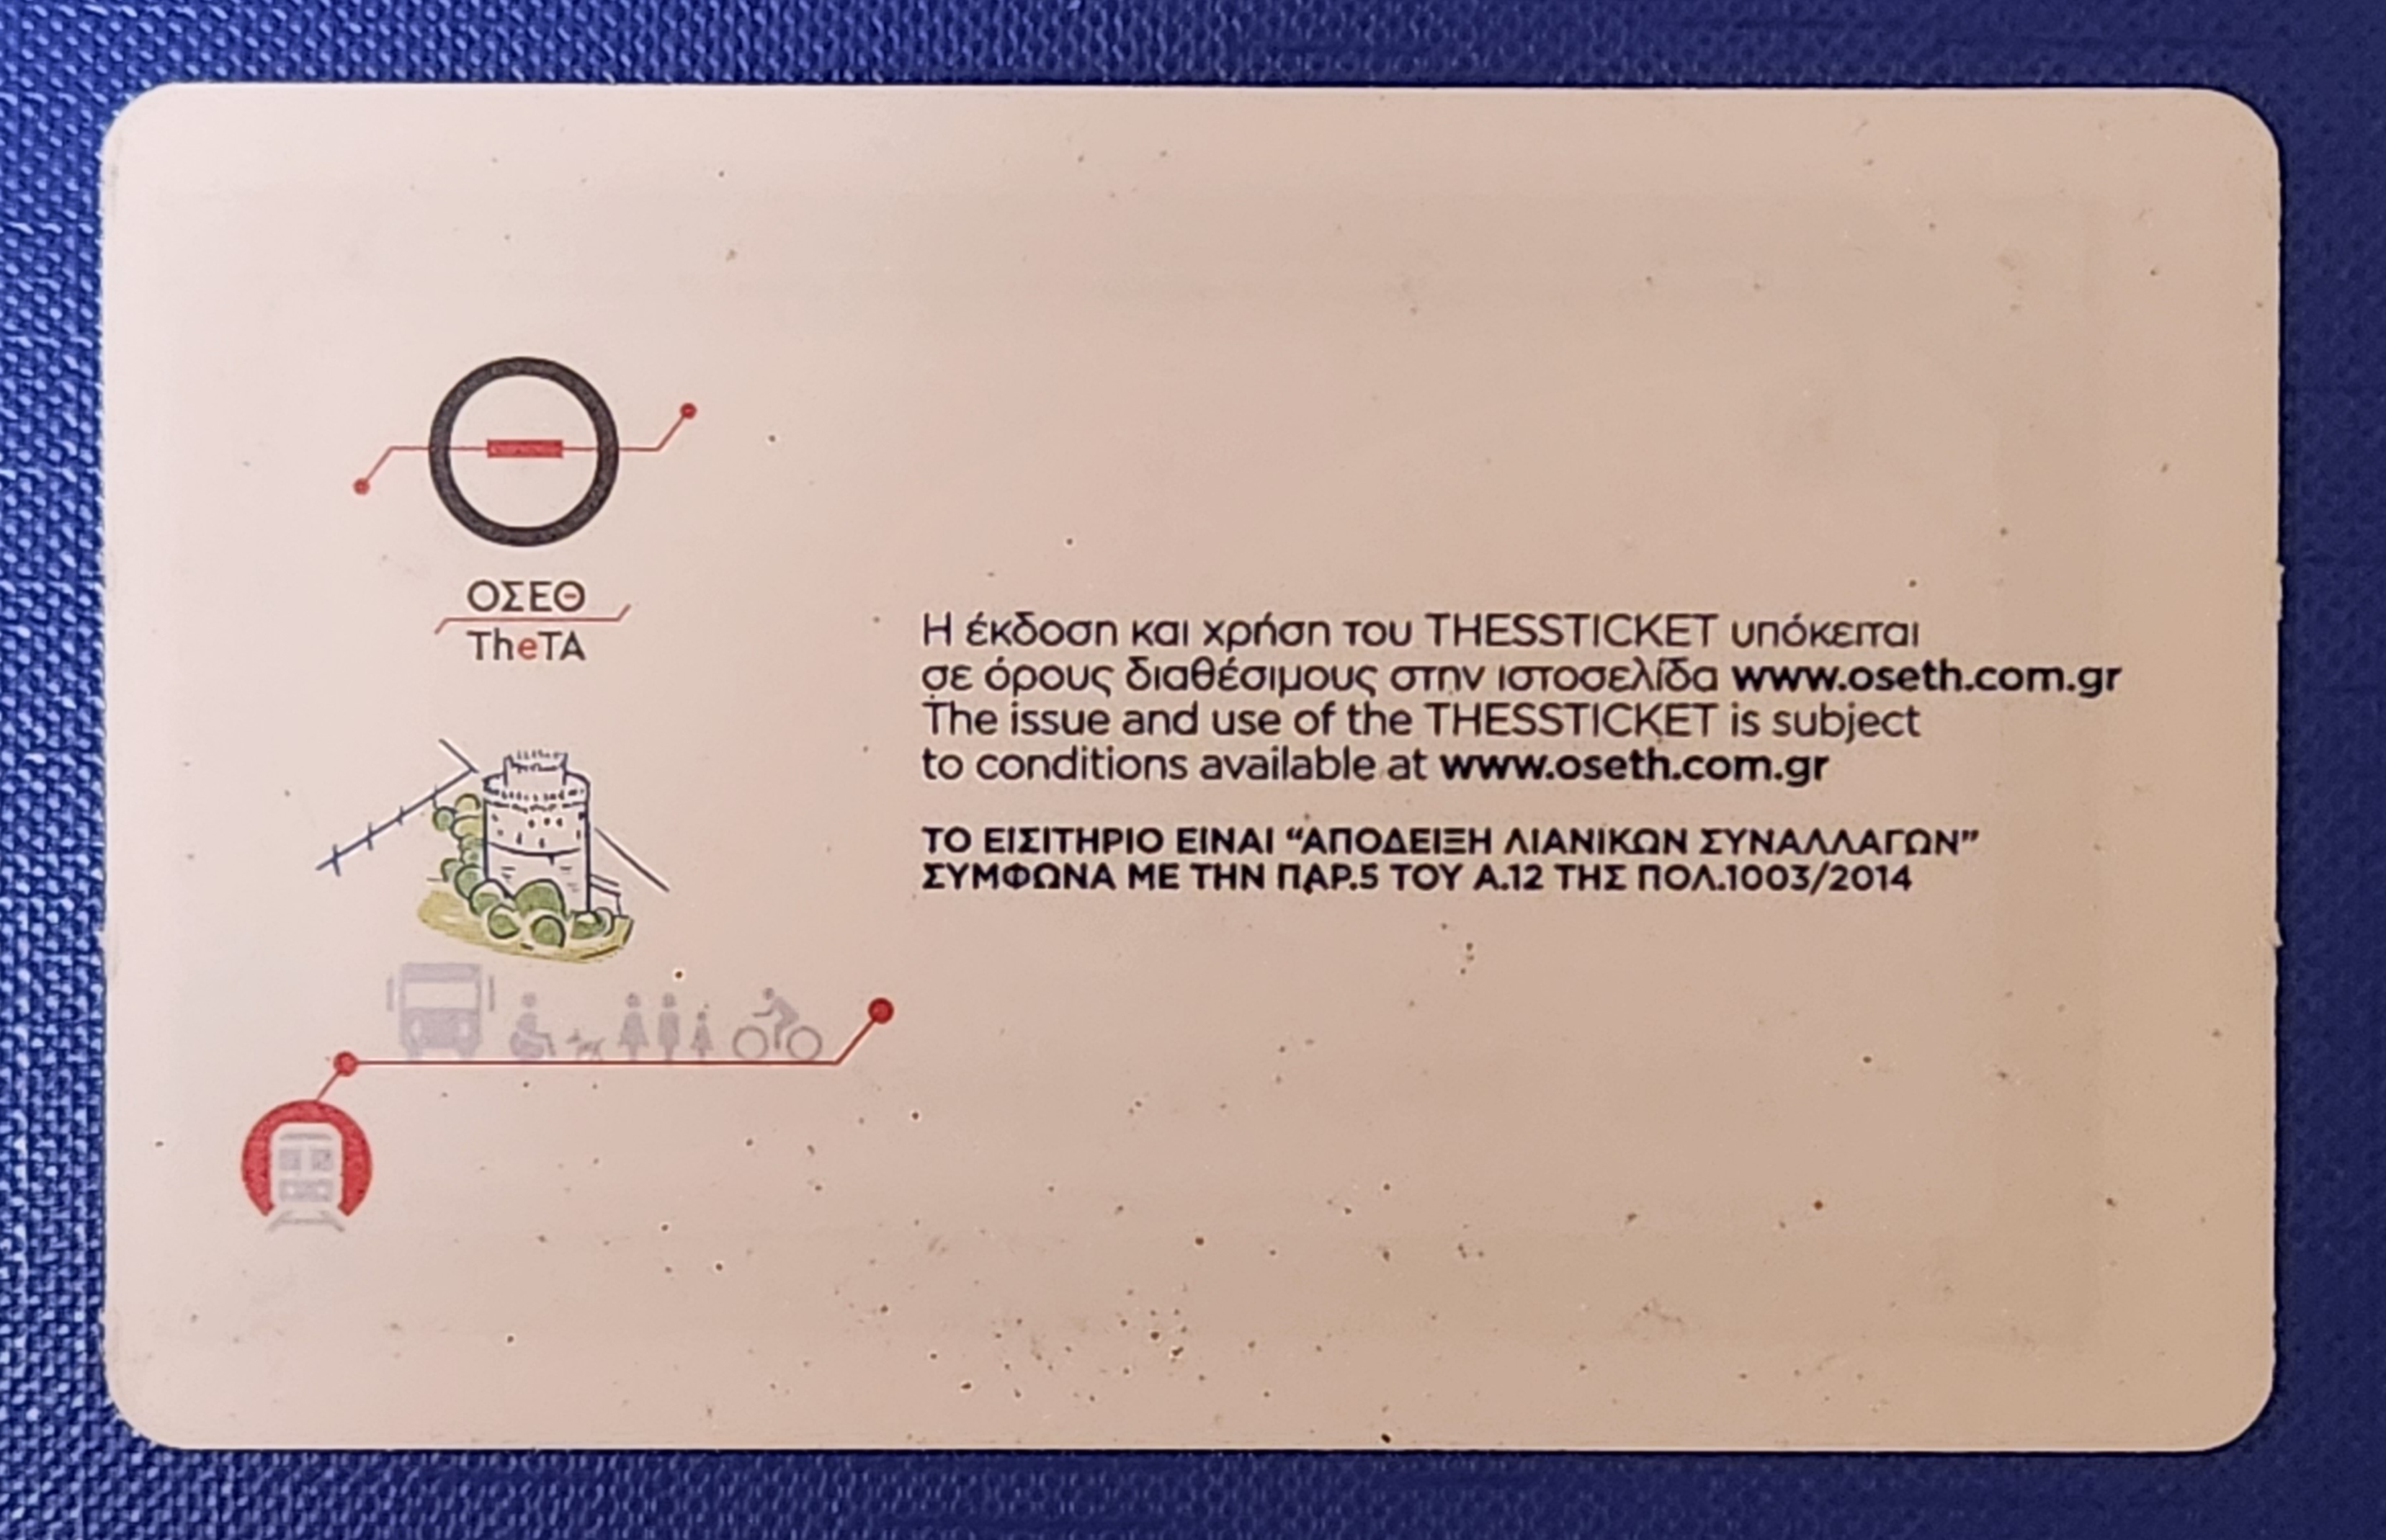 ΟΣΕΘ
TheTA
Η έκδοση και χρήση του THESSTICKET υπόκειται
σε όρους διαθέσιμους στην ιστοσελίδα www.oseth.com.gr
The issue and use of the THESSTICKET is subject
to conditions available at www.oseth.com.gr
ΤΟ ΕΙΣΙΤΗΡΙΟ ΕΙΝΑΙ “ΑΠΟΔΕΙΞΗ ΛΙΑΝΙΚΩΝ ΣΥΝΑΛΛΑΓΩΝ”
ΣΥΜΦΩΝΑ ΜΕ ΤΗΝ ΠΑΡ.5 ΤΟΥ Α.12 ΤΗΣ ΠΟΛ.1003/2014